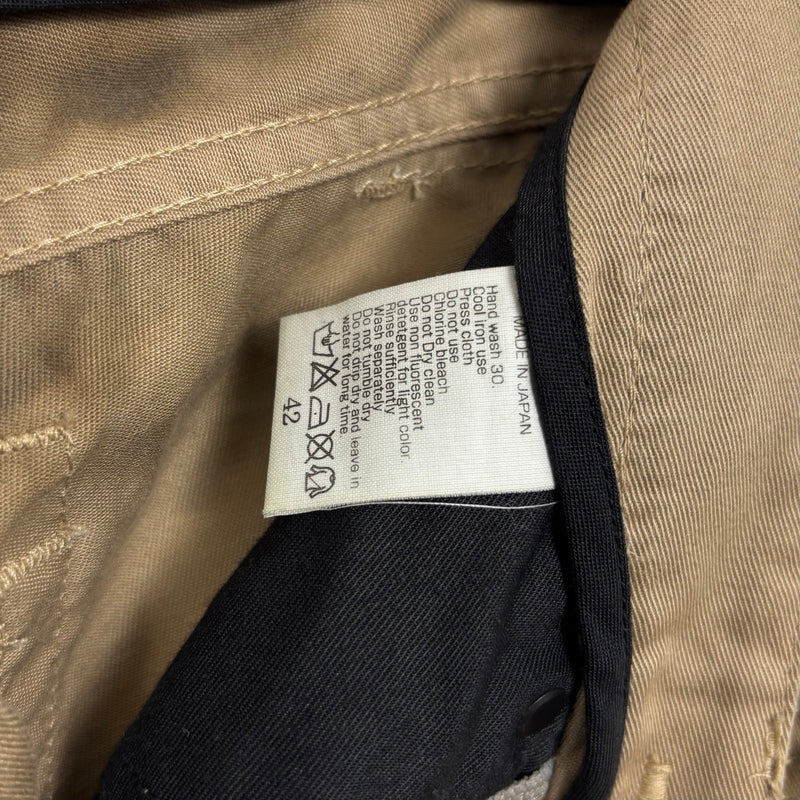 MADE IN JAPAN
Hand wash 30.
Cool iron use
Press cloth
Do not use
Chlorine bleach
Do not Dry clean
Use non fluorescent
detetgent for light color.
Rinse sufficiently
Wash separately
Do not tumble dry
Do not drip dry and leave in
water for long time
42